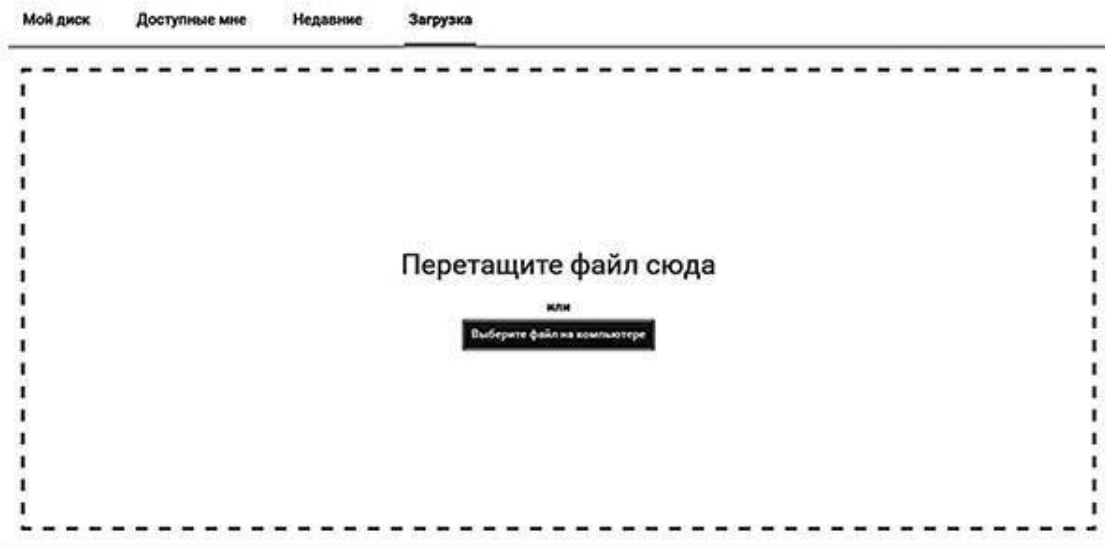 Мой диск Доступные мне Недавние Загрузка
Перетащите файл сюда
или
Выберите файл на компьютере